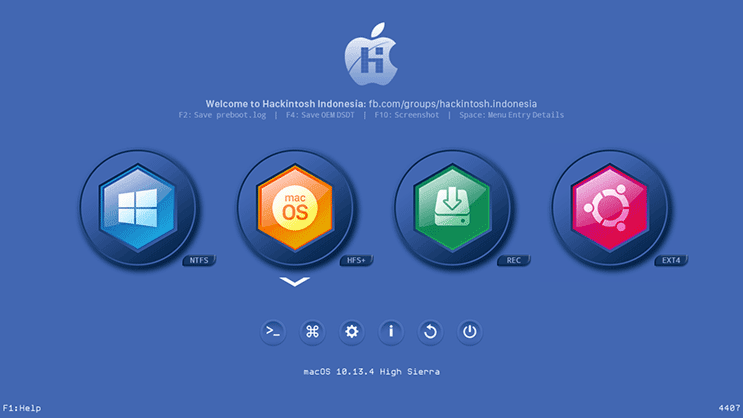 Welcome to Hackintosh Indonesia: fb.com/groups/hackintosh.indonesia
F2: Save preboot.log | F4: Save OEM DSDT | F10: Screenshot | Space: Menu Entry Details
mac
OS
NTFS
HFS+
REC
EXT4
macOS 10.13.4 High Sierra
F1:Help
4407